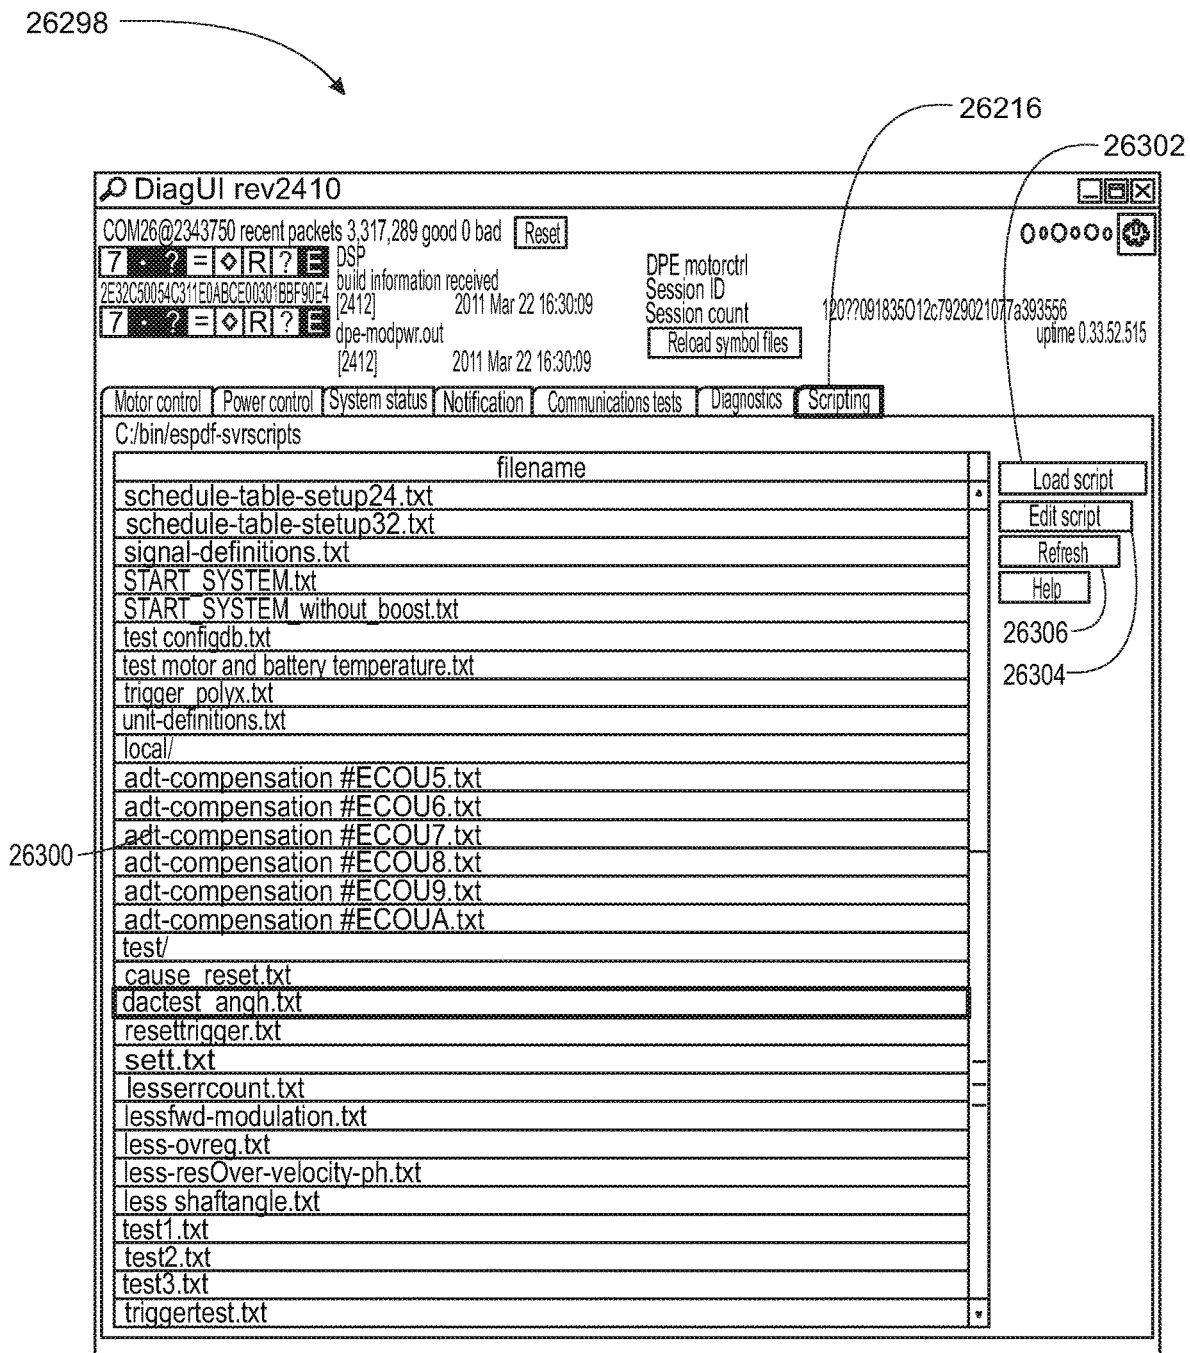 26298
26216
26302
DiagUI rev2410
COM26@2343750 recent packets 3,317,289 good 0 bad Reset
7 · ? = ◇ R ? E
DSP
build information received
2E32C50054C311E0ABCE00301BBF90E4
[2412] 2011 Mar 22 16:30:09
7 · ? = ◇ R ? E
dpe-modpwr.out
[2412] 2011 Mar 22 16:30:09
DPE motorctrl
Session ID
Session count 120??091835O12c7929021077a393556
uptime 0.33.52.515
Reload symbol files
Motor control Power control System status Notification Communications tests Diagnostics Scripting
C:/bin/espdf-svrscripts
filename
schedule-table-setup24.txt
schedule-table-stetup32.txt
signal-definitions.txt
START_SYSTEM.txt
START_SYSTEM_without_boost.txt
test configdb.txt
test motor and battery temperature.txt
trigger_polyx.txt
unit-definitions.txt
local/
adt-compensation #ECOU5.txt
adt-compensation #ECOU6.txt
adt-compensation #ECOU7.txt
adt-compensation #ECOU8.txt
adt-compensation #ECOU9.txt
adt-compensation #ECOUA.txt
test/
cause_reset.txt
dactest_angh.txt
resettrigger.txt
sett.txt
lesserrcount.txt
lessfwd-modulation.txt
less-ovreg.txt
less-resOver-velocity-ph.txt
less shaftangle.txt
test1.txt
test2.txt
test3.txt
triggertest.txt
Load script
Edit script
Refresh
Help
26306
26304
26300